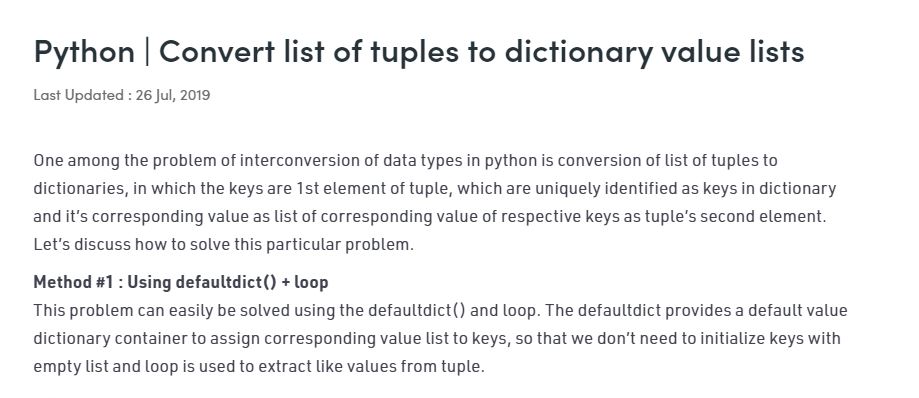 Python | Convert list of tuples to dictionary value lists
Last Updated : 26 Jul, 2019
One among the problem of interconversion of data types in python is conversion of list of tuples to
dictionaries, in which the keys are 1st element of tuple, which are uniquely identified as keys in dictionary
and it’s corresponding value as list of corresponding value of respective keys as tuple’s second element.
Let’s discuss how to solve this particular problem.
Method #1 : Using defaultdict() + loop
This problem can easily be solved using the defaultdict() and loop. The defaultdict provides a default value
dictionary container to assign corresponding value list to keys, so that we don’t need to initialize keys with
empty list and loop is used to extract like values from tuple.